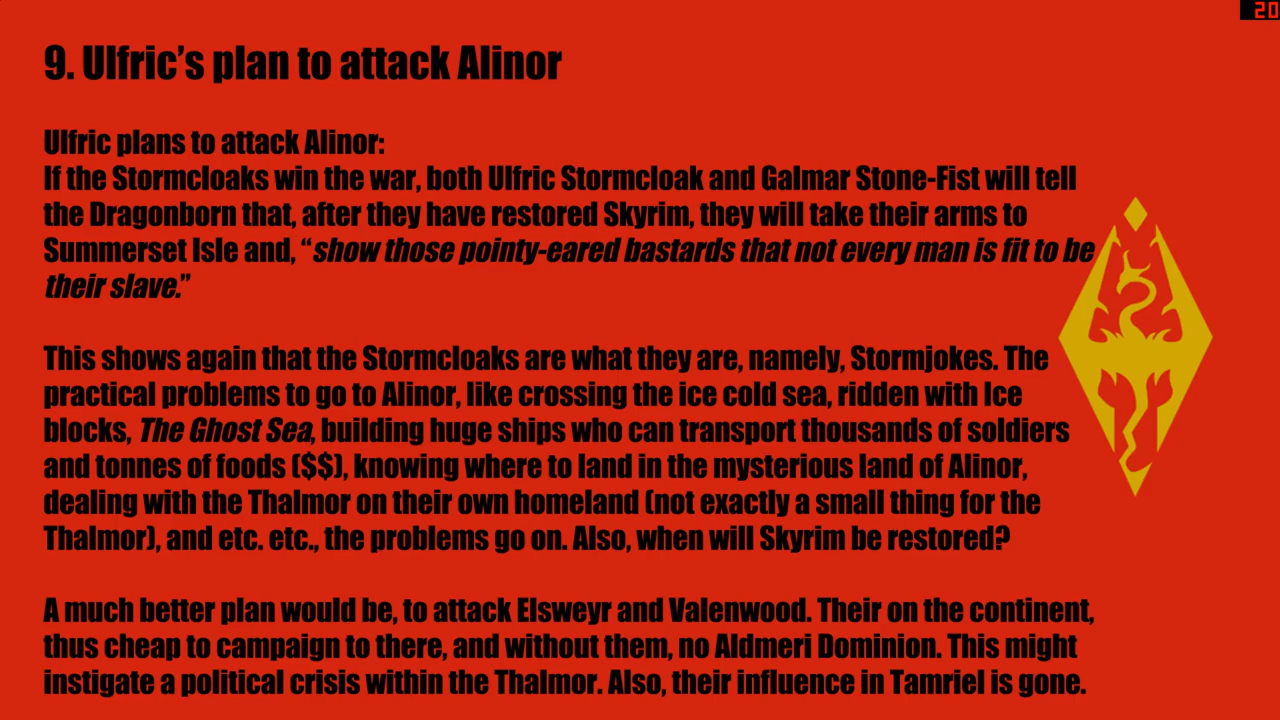 20
9. Ulfric’s plan to attack Alinor
Ulfric plans to attack Alinor:
If the Stormcloaks win the war, both Ulfric Stormcloak and Galmar Stone-Fist will tell
the Dragonborn that, after they have restored Skyrim, they will take their arms to
Summerset Isle and, “show those pointy-eared bastards that not every man is fit to be
their slave.”
This shows again that the Stormcloaks are what they are, namely, Stormjokes. The
practical problems to go to Alinor, like crossing the ice cold sea, ridden with Ice
blocks, The Ghost Sea, building huge ships who can transport thousands of soldiers
and tonnes of foods ($$), knowing where to land in the mysterious land of Alinor,
dealing with the Thalmor on their own homeland (not exactly a small thing for the
Thalmor), and etc. etc., the problems go on. Also, when will Skyrim be restored?
A much better plan would be, to attack Elsweyr and Valenwood. Their on the continent,
thus cheap to campaign to there, and without them, no Aldmeri Dominion. This might
instigate a political crisis within the Thalmor. Also, their influence in Tamriel is gone.